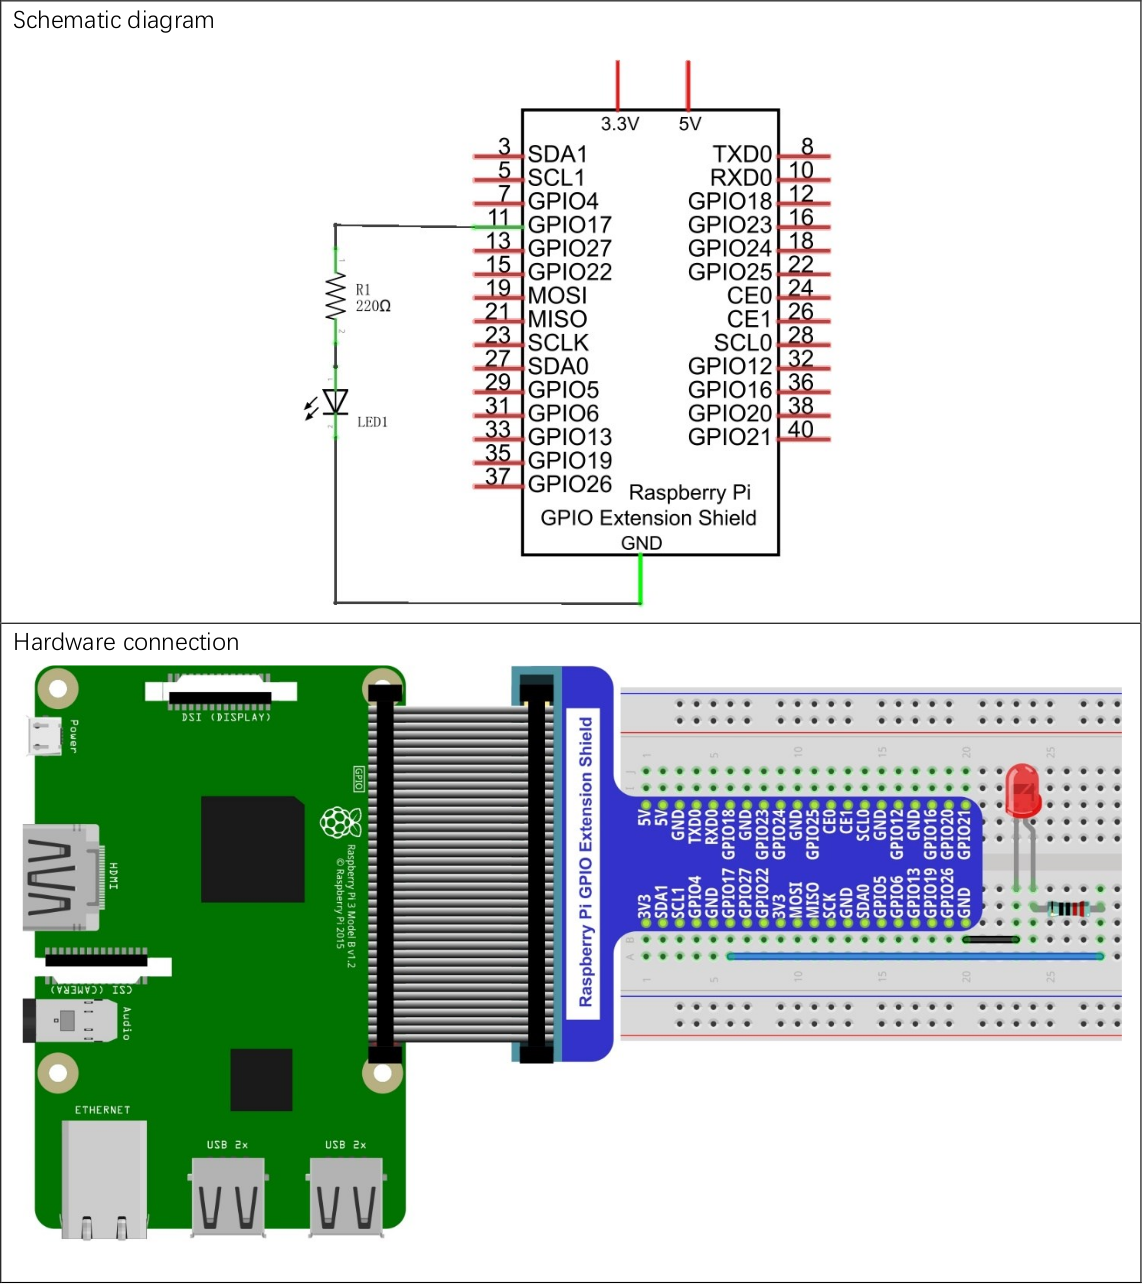 Schematic diagram
3.3V 5V
3 SDA1 TXD0 8
5 SCL1 RXD0 10
7 GPIO4 GPIO18 12
11 GPIO17 GPIO23 16
13 GPIO27 GPIO24 18
15 GPIO22 GPIO25 22
19 MOSI CE0 24
21 MISO CE1 26
23 SCLK SCL0 28
27 SDA0 GPIO12 32
29 GPIO5 GPIO16 36
31 GPIO6 GPIO20 38
33 GPIO13 GPIO21 40
35 GPIO19
37 GPIO26
Raspberry Pi
GPIO Extension Shield
GND
1
R1
220Ω
2
1
LED1
2
Hardware connection
DSI (DISPLAY)
Power
GPIO
HDMI
Raspberry Pi 3 Model B v1.2
© Raspberry Pi 2015
CSI (CAMERA)
Audio
ETHERNET
USB 2x
USB 2x
Raspberry Pi GPIO Extension Shield
1 5 10 15 20 25
J
I
5V
5V
GND
TXD0
RXD0
GPIO18
GPIO23
GPIO24
GND
GPIO25
CE0
CE1
SCL0
GND
GPIO12
GND
GPIO16
GPIO20
GPIO21
3V3
SDA1
SCL1
GPIO4
GND
GPIO17
GPIO27
GPIO22
3V3
MOSI
MISO
SCK
GND
SDA0
GPIO5
GPIO6
GPIO13
GPIO19
GPIO26
GND
B
A
1 5 10 15 20 25